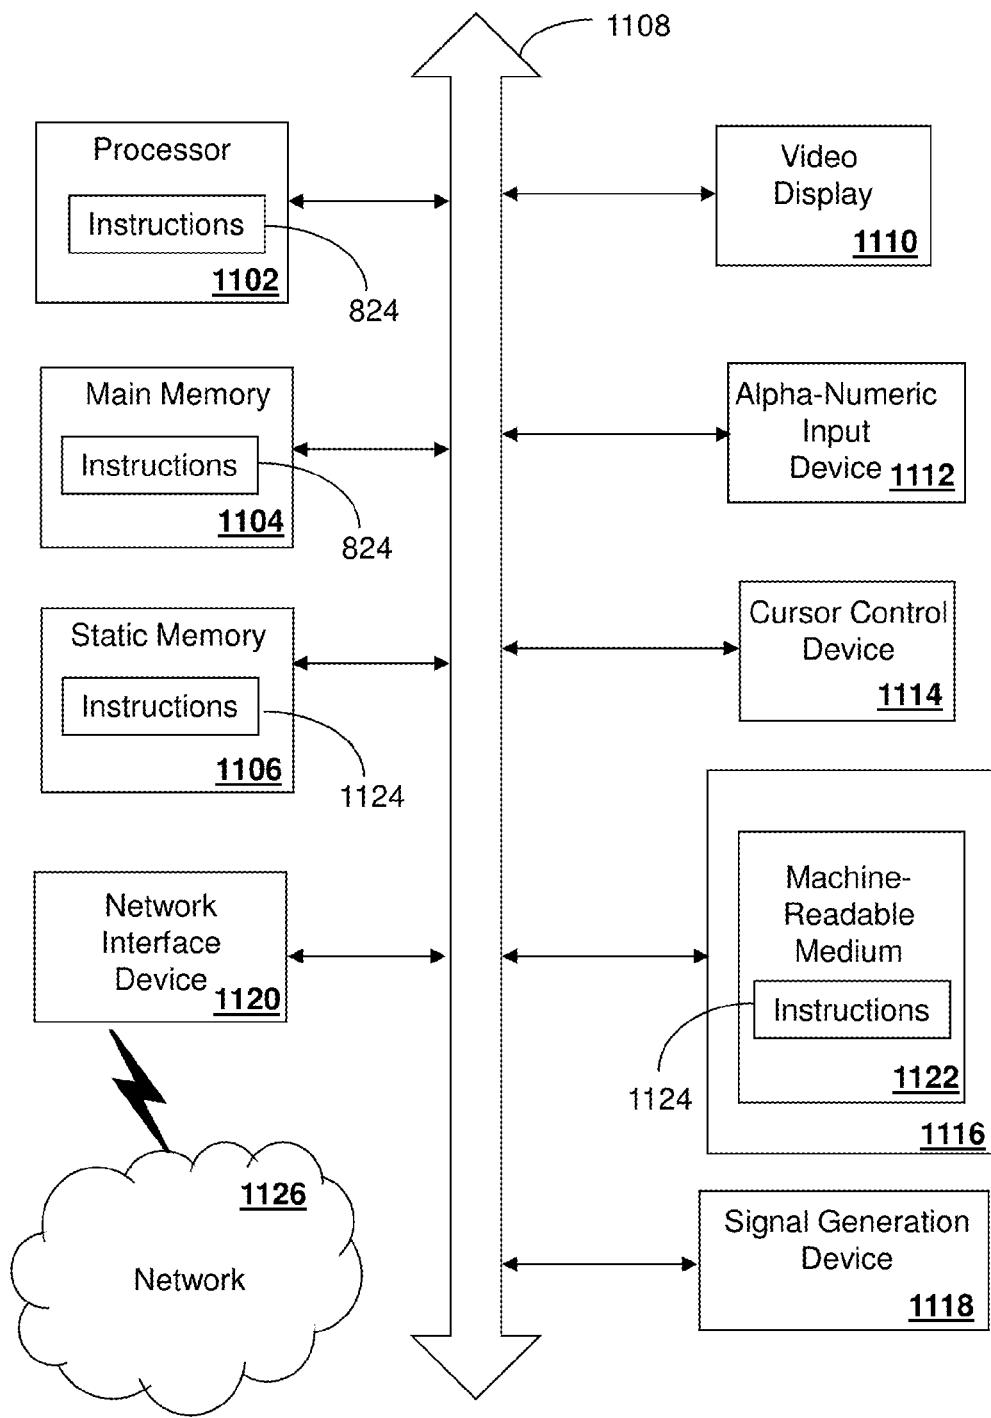 1108
Processor
Instructions
1102
824
Main Memory
Instructions
1104
824
Static Memory
Instructions
1106
1124
Network
Interface
Device
1120
1126
Network
Video
Display
1110
Alpha-Numeric
Input
Device 1112
Cursor Control
Device
1114
Machine-
Readable
Medium
Instructions
1122
1124
1116
Signal Generation
Device
1118